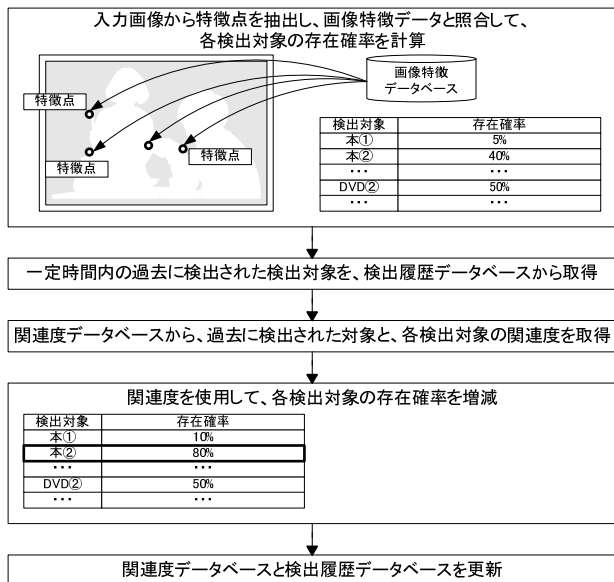 入力画像から特徴点を抽出し、画像特徴データと照合して、
各検出対象の存在確率を計算
画像特徴
データベース
特徴点
特徴点
特徴点
検出対象 存在確率
本① 5%
本② 40%
・・・ ・・・
DVD② 50%
・・・ ・・・
一定時間内の過去に検出された検出対象を、検出履歴データベースから取得
関連度データベースから、過去に検出された対象と、各検出対象の関連度を取得
関連度を使用して、各検出対象の存在確率を増減
検出対象 存在確率
本① 10%
本② 80%
・・・ ・・・
DVD② 50%
・・・ ・・・
関連度データベースと検出履歴データベースを更新